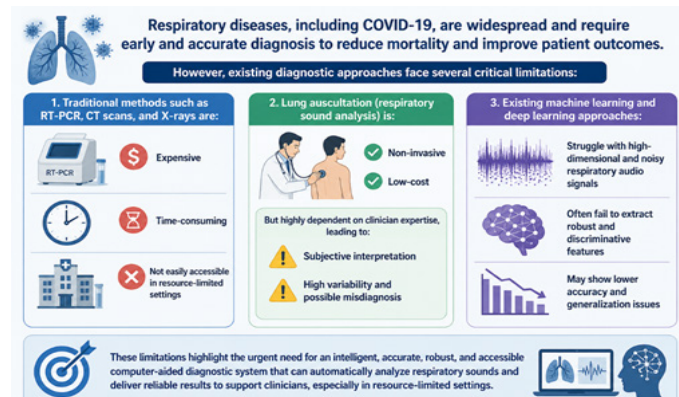 Respiratory diseases, including COVID-19, are widespread and require
early and accurate diagnosis to reduce mortality and improve patient outcomes.
However, existing diagnostic approaches face several critical limitations:
1. Traditional methods such as
RT-PCR, CT scans, and X-rays are:
RT-PCR
$
Expensive
Time-consuming
Not easily accessible
in resource-limited
settings
2. Lung auscultation (respiratory
sound analysis) is:
Non-invasive
Low-cost
But highly dependent on clinician expertise,
leading to:
Subjective interpretation
High variability and
possible misdiagnosis
3. Existing machine learning and
deep learning approaches:
Struggle with high-
dimensional and noisy
respiratory audio
signals
Often fail to extract
robust and
discriminative
features
May show lower
accuracy and
generalization issues
These limitations highlight the urgent need for an intelligent, accurate, robust, and accessible
computer-aided diagnostic system that can automatically analyze respiratory sounds and
deliver reliable results to support clinicians, especially in resource-limited settings.